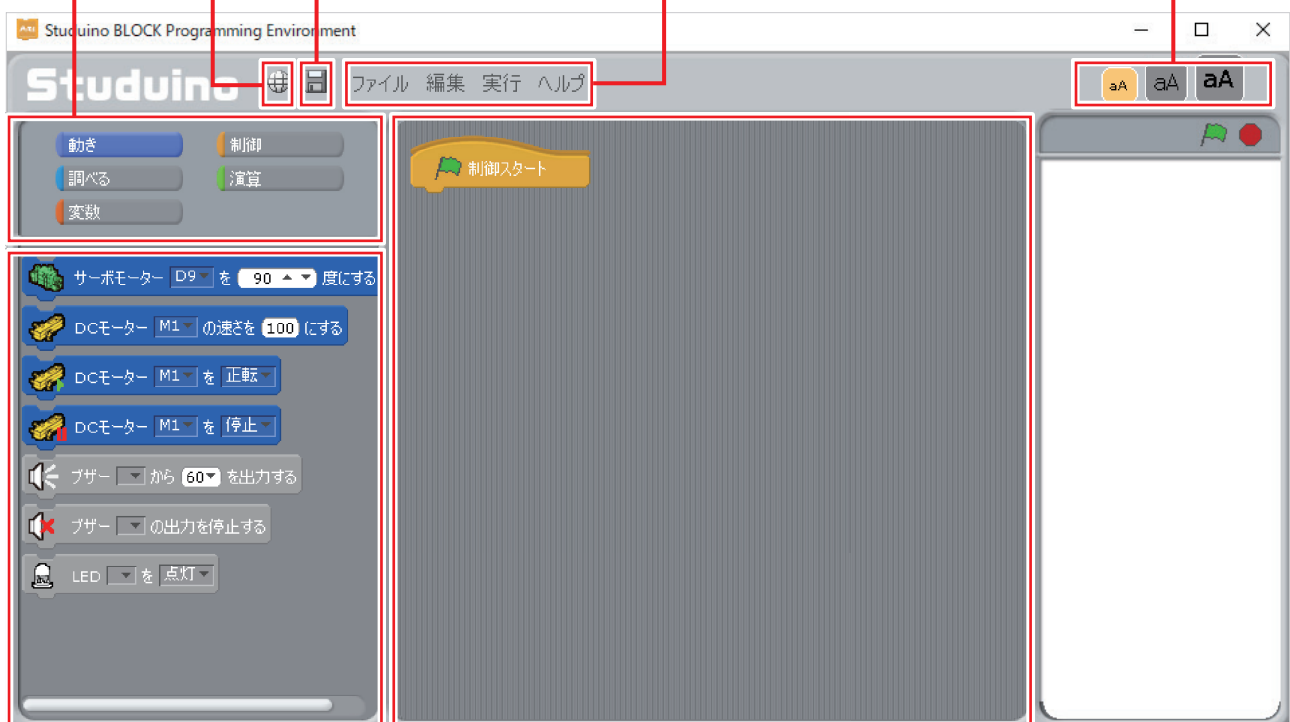 Studuino BLOCK Programming Environment
Studuino
ファイル 編集 実行 ヘルプ
aA aA aA
動き 制御
調べる 演算
変数
制御スタート
サーボモーター D9 を 90 度にする
DCモーター M1 の速さを 100 にする
DCモーター M1 を 正転
DCモーター M1 を 停止
ブザー から 60 を出力する
ブザー の出力を停止する
LED を 点灯